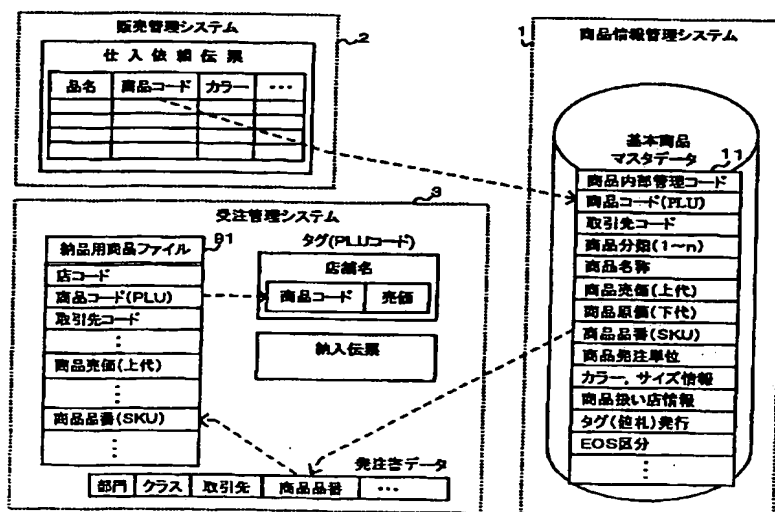 販売管理システム
2
仕入依頼伝票
品名 商品コード カラー …
1
商品情報管理システム
基本商品
マスタデータ
11
商品内部管理コード
商品コード(PLU)
取引先コード
商品分類(1〜n)
商品名称
商品売価(上代)
商品原価(下代)
商品品番(SKU)
商品発注単位
カラー，サイズ情報
商品扱い店情報
タグ(値札)発行
EOS区分
⋮
3
受注管理システム
納品用商品ファイル
91
店コード
商品コード(PLU)
取引先コード
⋮
商品売価(上代)
⋮
商品品番(SKU)
⋮
タグ(PLUコード)
店舗名
商品コード 売価
納入伝票
発注データ
部門 クラス 取引先 商品品番 …